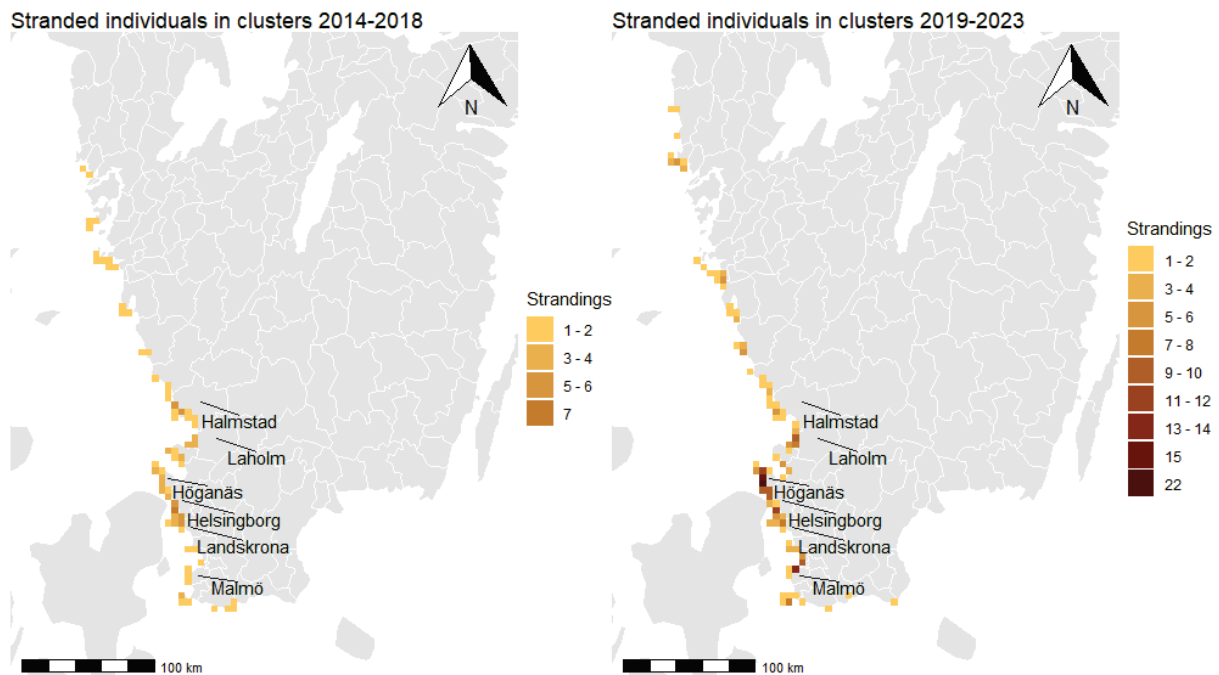 Stranded individuals in clusters 2014-2018
N
Strandings
1 - 2
3 - 4
5 - 6
7
Halmstad
Laholm
Höganäs
Helsingborg
Landskrona
Malmö
100 km
Stranded individuals in clusters 2019-2023
N
Strandings
1 - 2
3 - 4
5 - 6
7 - 8
9 - 10
11 - 12
13 - 14
15
22
Halmstad
Laholm
Höganäs
Helsingborg
Landskrona
Malmö
100 km